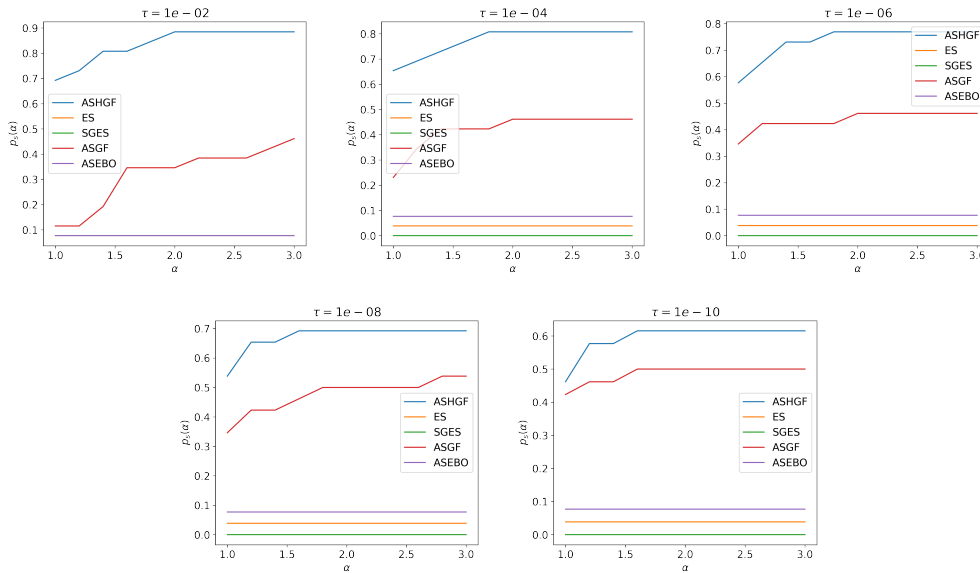 τ = 1e − 02
0.9
0.8
0.7
0.6
0.5
0.4
0.3
0.2
0.1
pₛ(α)
ASHGF
ES
SGES
ASGF
ASEBO
1.0
1.5
2.0
2.5
3.0
α
τ = 1e − 04
0.8
0.7
0.6
0.5
0.4
0.3
0.2
0.1
0.0
pₛ(α)
ASHGF
ES
SGES
ASGF
ASEBO
1.0
1.5
2.0
2.5
3.0
α
τ = 1e − 06
0.8
0.7
0.6
0.5
0.4
0.3
0.2
0.1
0.0
pₛ(α)
ASHGF
ES
SGES
ASGF
ASEBO
1.0
1.5
2.0
2.5
3.0
α
τ = 1e − 08
0.7
0.6
0.5
0.4
0.3
0.2
0.1
0.0
pₛ(α)
ASHGF
ES
SGES
ASGF
ASEBO
1.0
1.5
2.0
2.5
3.0
α
τ = 1e − 10
0.6
0.5
0.4
0.3
0.2
0.1
0.0
pₛ(α)
ASHGF
ES
SGES
ASGF
ASEBO
1.0
1.5
2.0
2.5
3.0
α